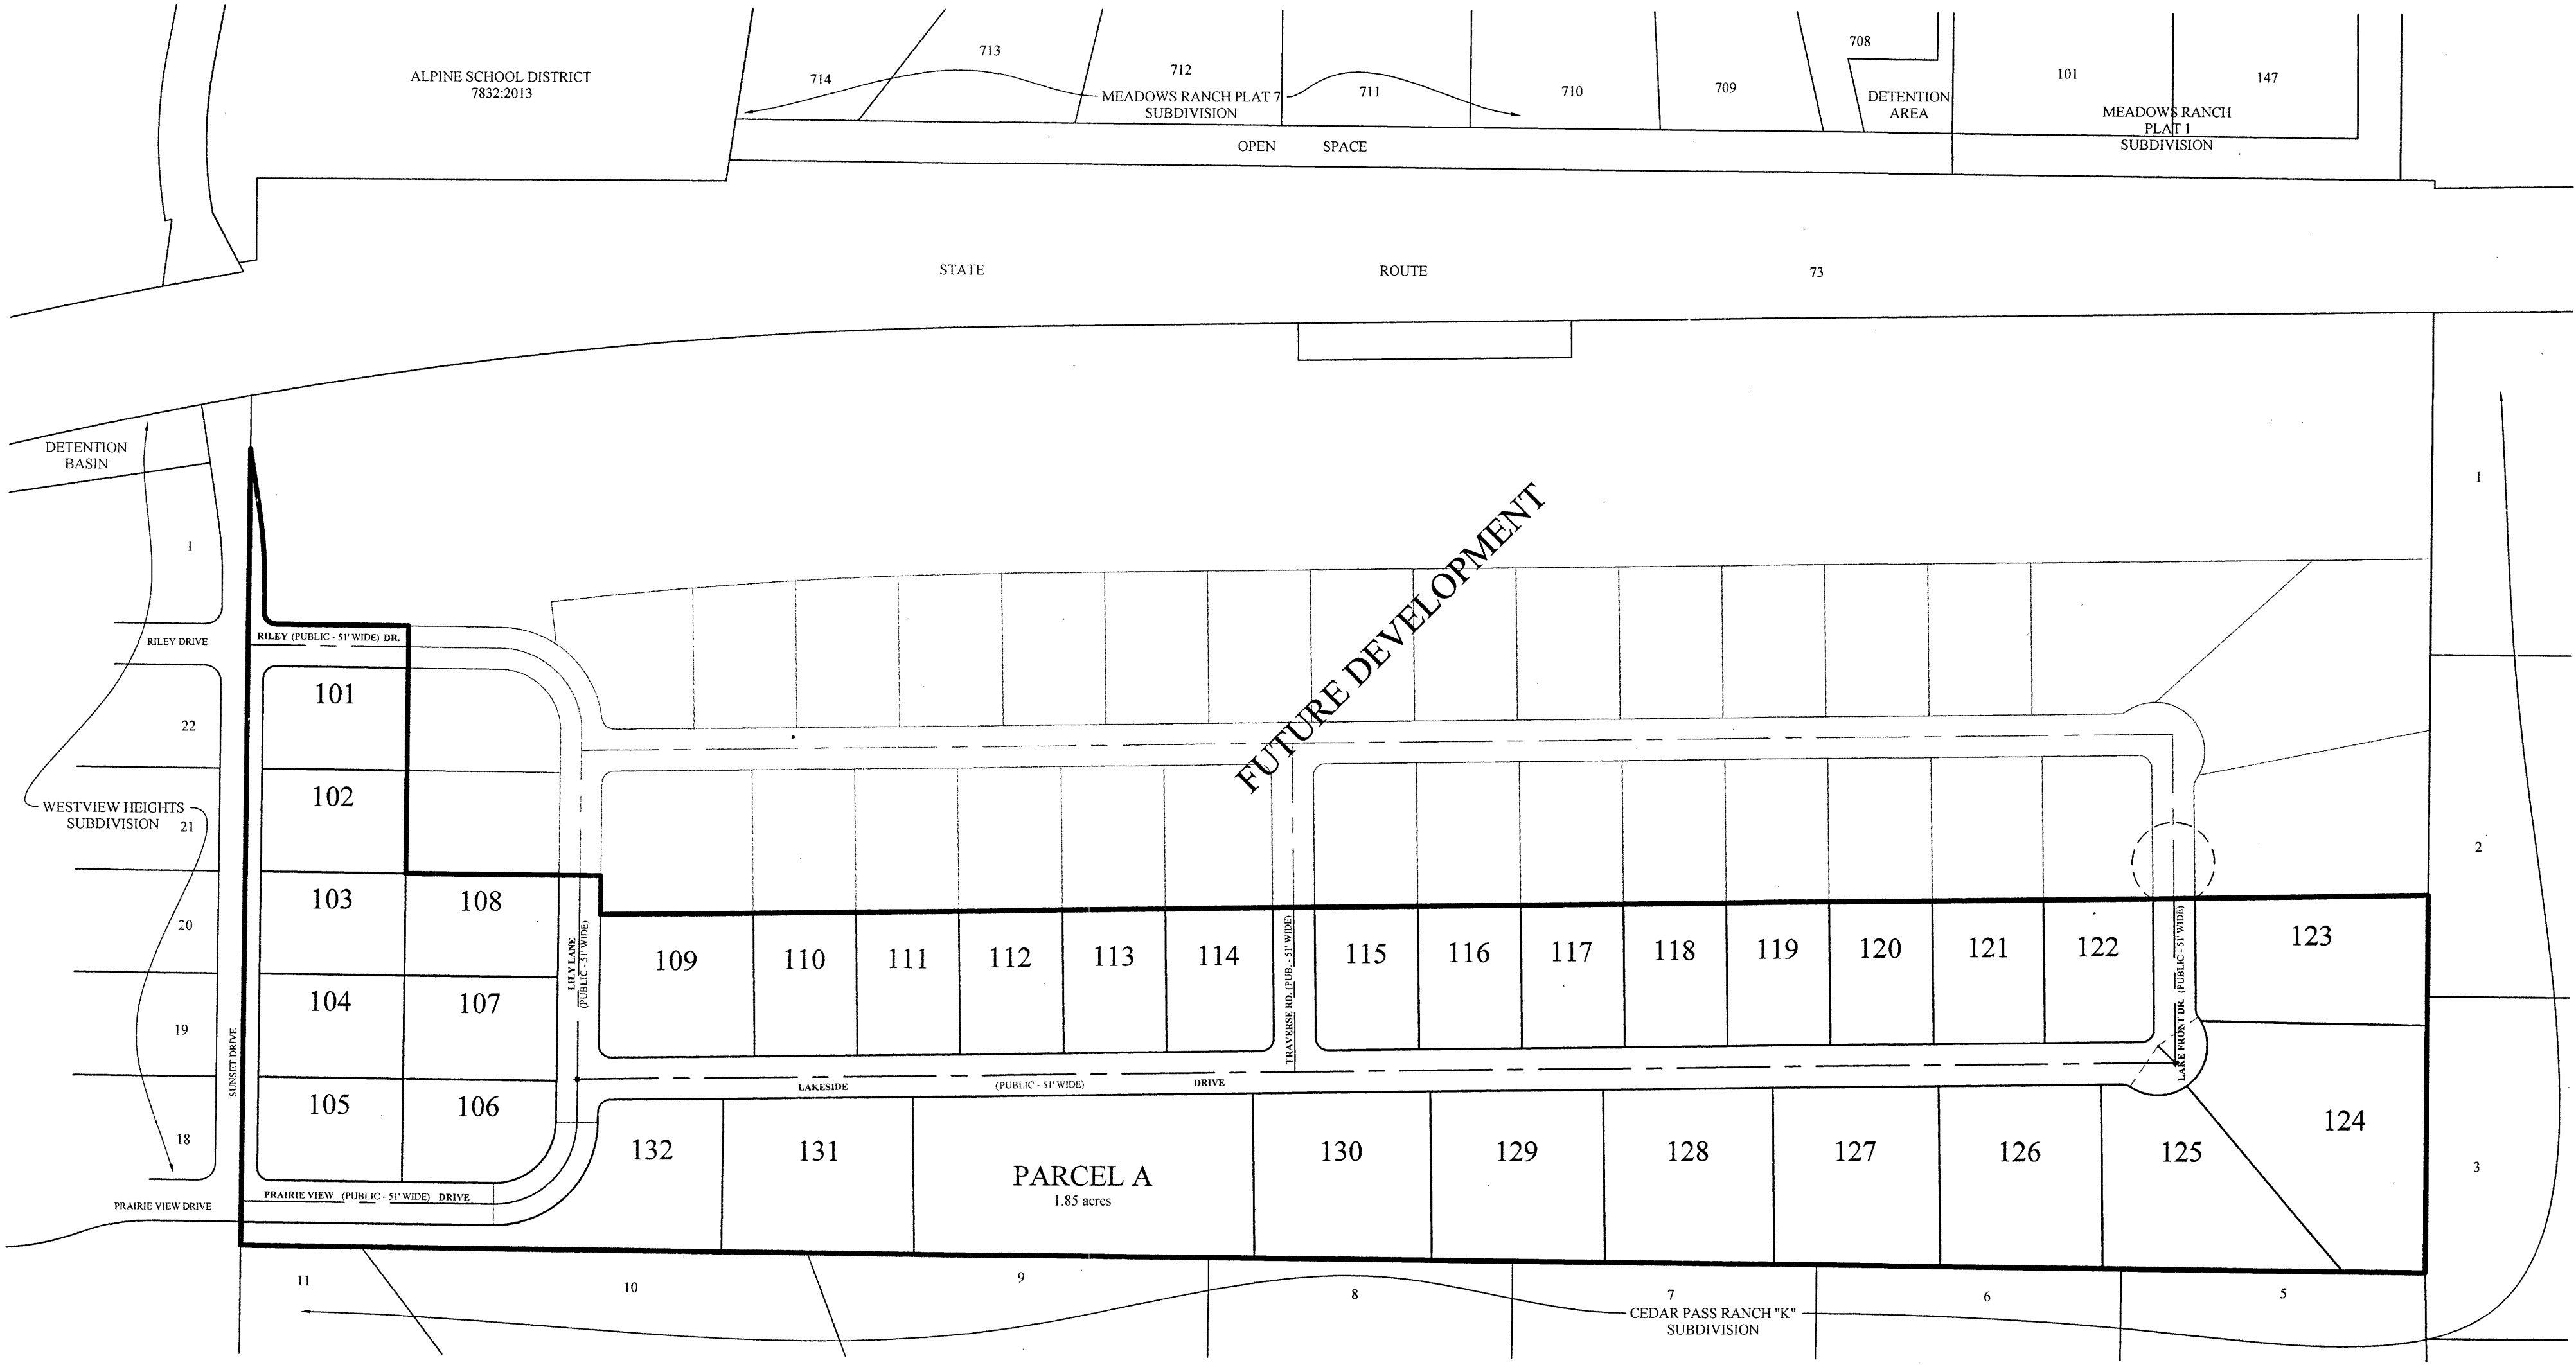 ALPINE SCHOOL DISTRICT
7832:2013
714
713
712
MEADOWS RANCH PLAT 7
SUBDIVISION
711
710
709
708
DETENTION
AREA
101
147
MEADOWS RANCH
PLAT 1
SUBDIVISION
OPEN SPACE
STATE ROUTE 73
DETENTION
BASIN
1
1
FUTURE DEVELOPMENT
RILEY DRIVE
RILEY (PUBLIC - 51' WIDE) DR.
101
22
102
WESTVIEW HEIGHTS
SUBDIVISION
21
2
103
108
20
LILY LANE
(PUBLIC - 51' WIDE)
109
110
111
112
113
114
TRAVERSE RD. (PUB. - 51' WIDE)
115
116
117
118
119
120
121
122
LAKE FRONT DR. (PUBLIC - 51' WIDE)
123
104
107
19
SUNSET DRIVE
LAKESIDE (PUBLIC - 51' WIDE) DRIVE
105
106
18
132
131
PARCEL A
1.85 acres
130
129
128
127
126
125
124
3
PRAIRIE VIEW (PUBLIC - 51' WIDE) DRIVE
PRAIRIE VIEW DRIVE
11
10
9
8
7
6
5
CEDAR PASS RANCH "K"
SUBDIVISION